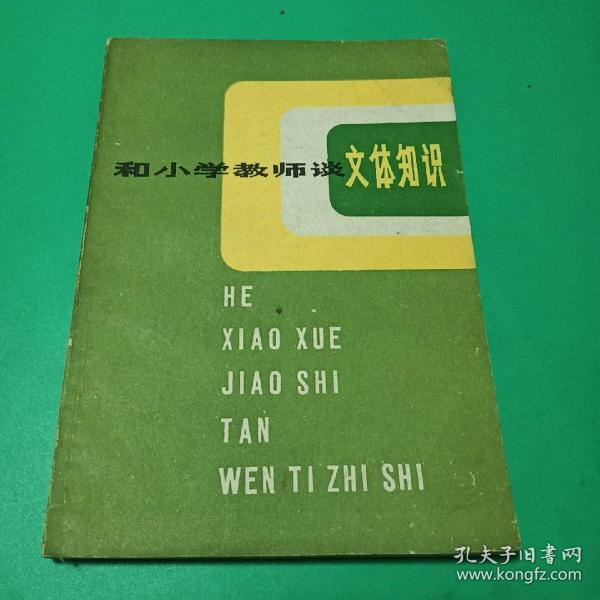 和小学教师谈文体知识
HE
XIAO XUE
JIAO SHI
TAN
WEN TI ZHI SHI
孔夫子旧书网
www.kongfz.com